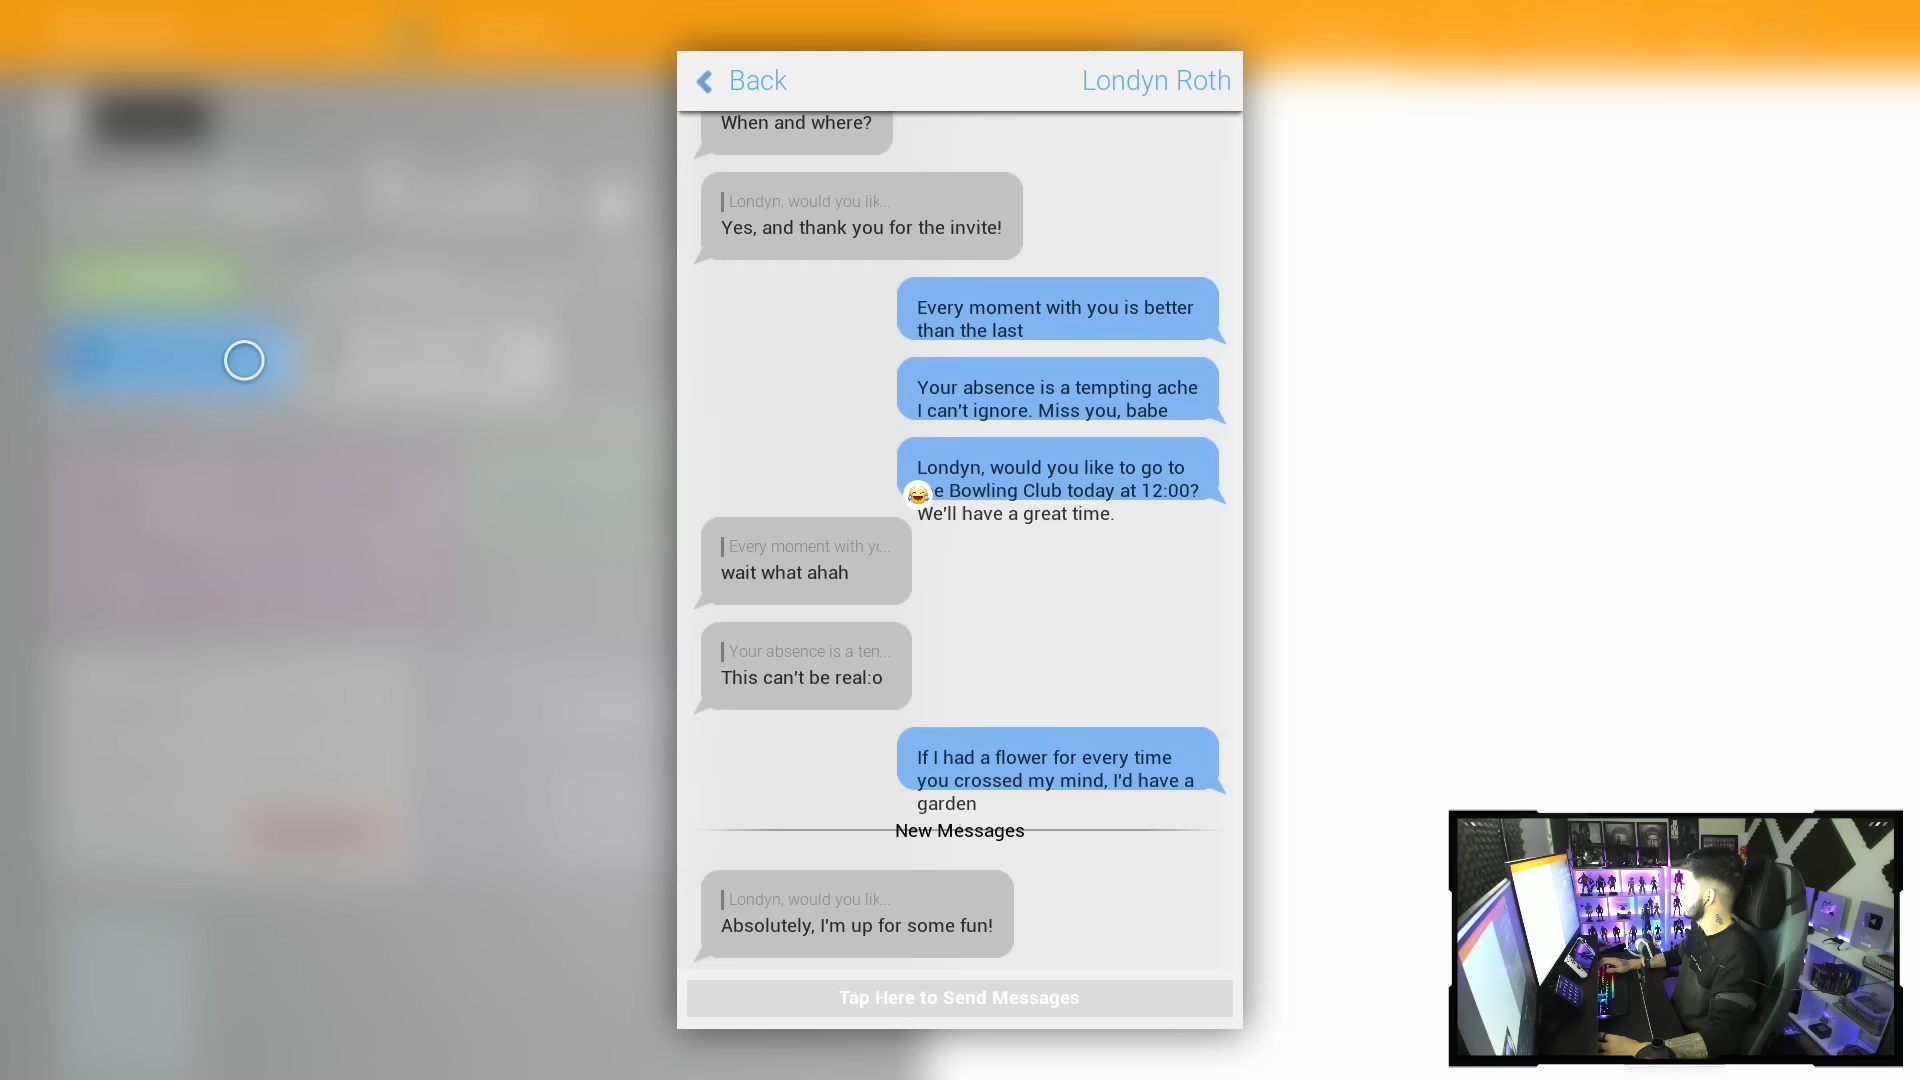 Back
Londyn Roth
When and where?
Londyn, would you lik...
Yes, and thank you for the invite!
Every moment with you is better
than the last
Your absence is a tempting ache
I can't ignore. Miss you, babe
Londyn, would you like to go to
e Bowling Club today at 12:00?
We'll have a great time.
Every moment with yo...
wait what ahah
Your absence is a ten...
This can't be real:o
If I had a flower for every time
you crossed my mind, I'd have a
garden
New Messages
Londyn, would you lik...
Absolutely, I'm up for some fun!
Tap Here to Send Messages